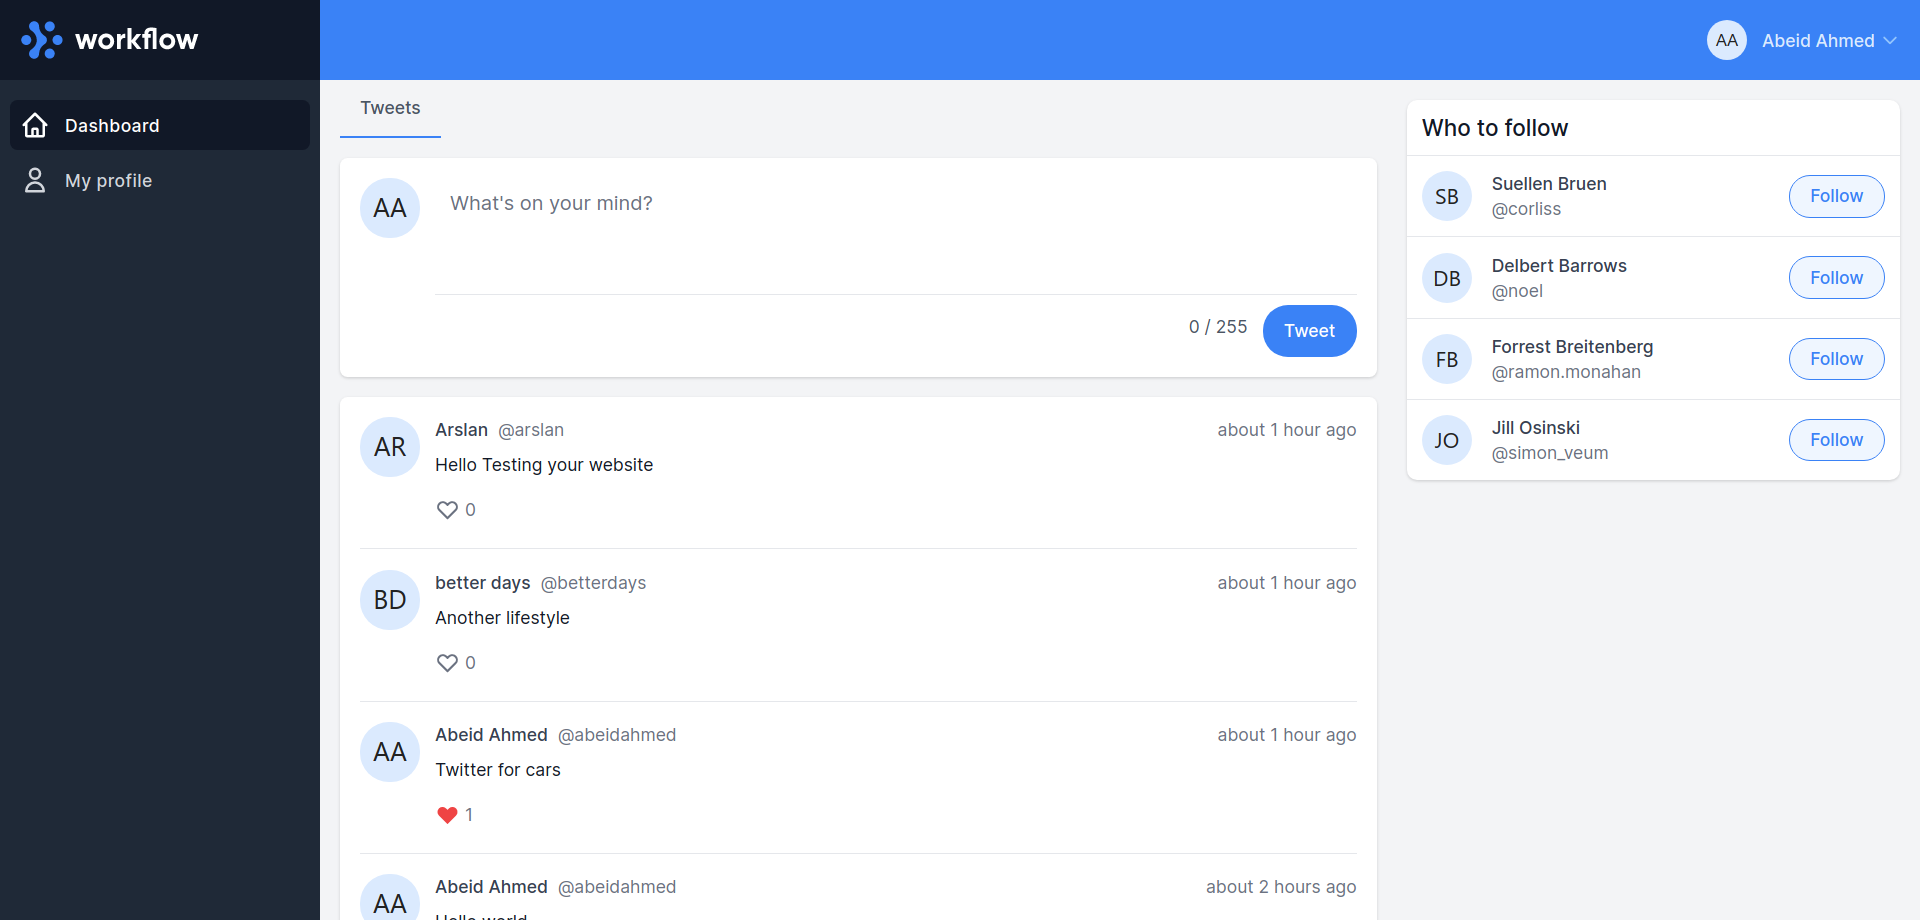 workflow
AA Abeid Ahmed
Dashboard
My profile
Tweets
AA What's on your mind?
0 / 255 Tweet
AR Arslan @arslan about 1 hour ago
Hello Testing your website
0
BD better days @betterdays about 1 hour ago
Another lifestyle
0
AA Abeid Ahmed @abeidahmed about 1 hour ago
Twitter for cars
1
AA Abeid Ahmed @abeidahmed about 2 hours ago
Hello world
Who to follow
SB Suellen Bruen
@corliss
Follow
DB Delbert Barrows
@noel
Follow
FB Forrest Breitenberg
@ramon.monahan
Follow
JO Jill Osinski
@simon_veum
Follow